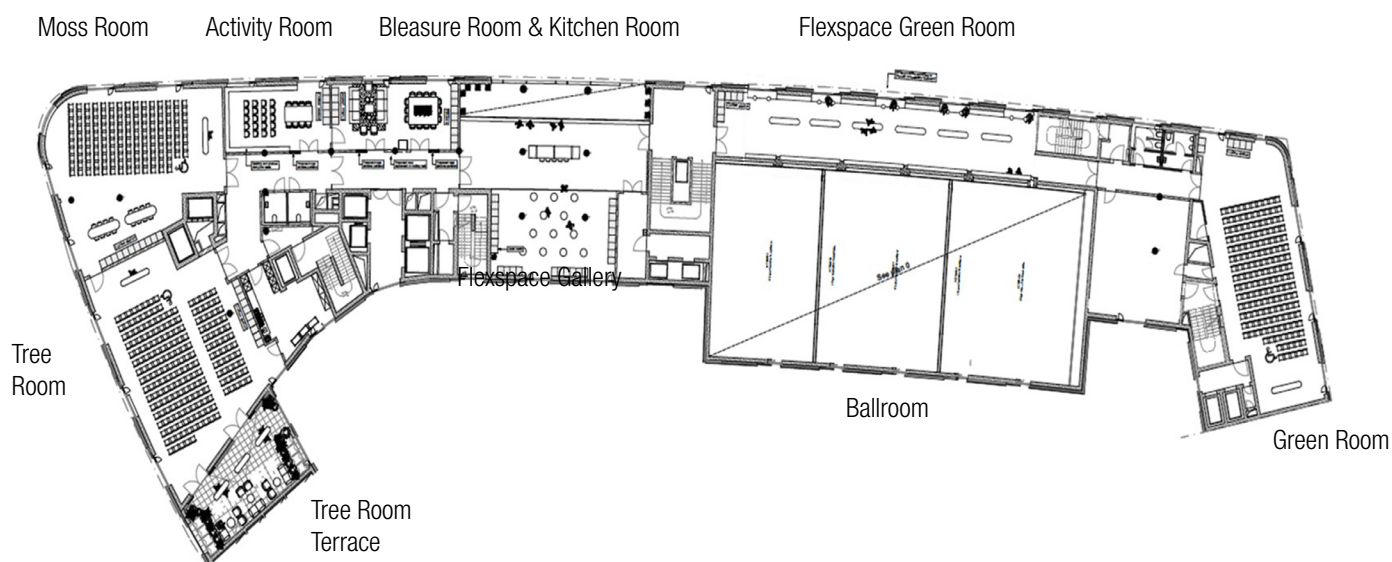 Moss Room
Activity Room
Bleasure Room & Kitchen Room
Flexspace Green Room
Flexspace Gallery
Tree
Room
Ballroom
Green Room
Tree Room
Terrace